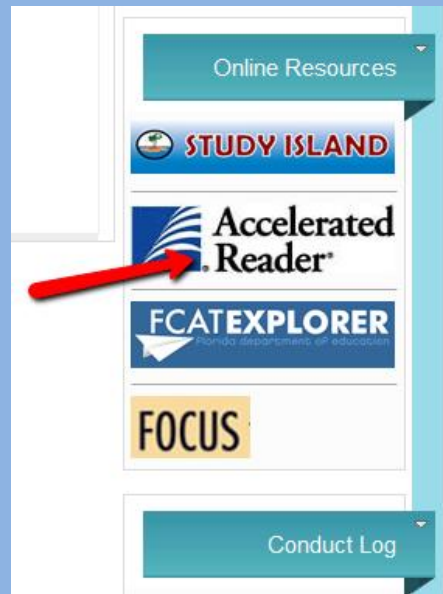 Online Resources
STUDY ISLAND
Accelerated
Reader®
FCATEXPLORER
Florida department of education
FOCUS
Conduct Log